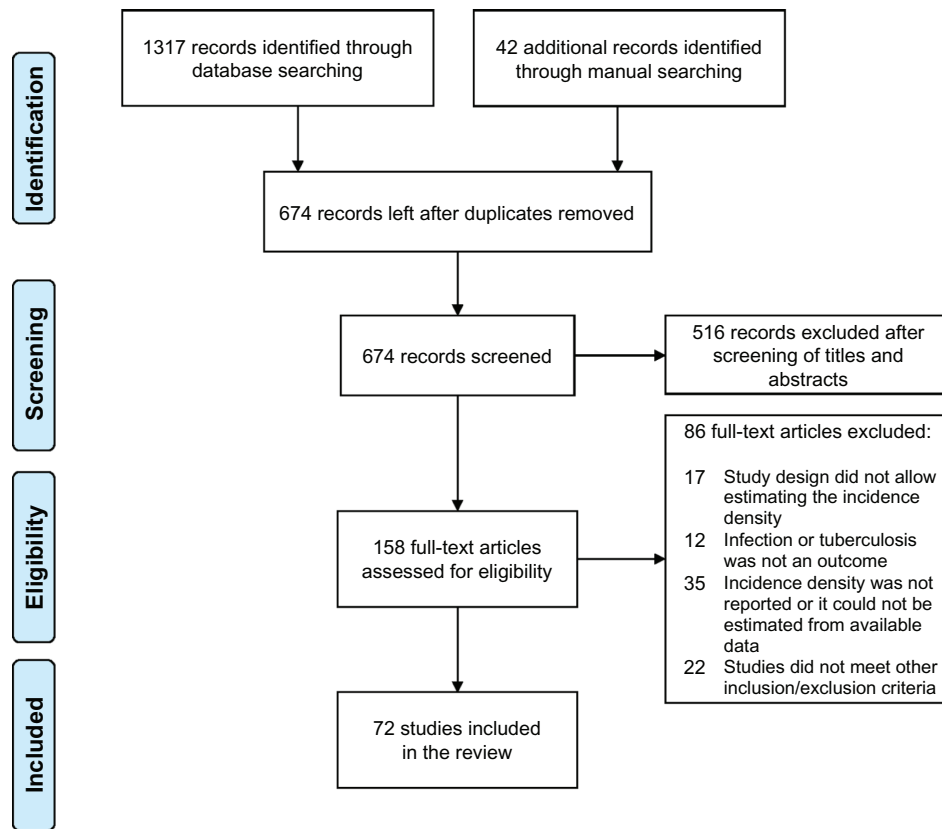 1317 records identified through
database searching
42 additional records identified
through manual searching
Identification
674 records left after duplicates removed
Screening
674 records screened
516 records excluded after
screening of titles and
abstracts
Eligibility
158 full-text articles
assessed for eligibility
86 full-text articles excluded:
17 Study design did not allow
estimating the incidence
density
12 Infection or tuberculosis
was not an outcome
35 Incidence density was not
reported or it could not be
estimated from available
data
22 Studies did not meet other
inclusion/exclusion criteria
Included
72 studies included
in the review